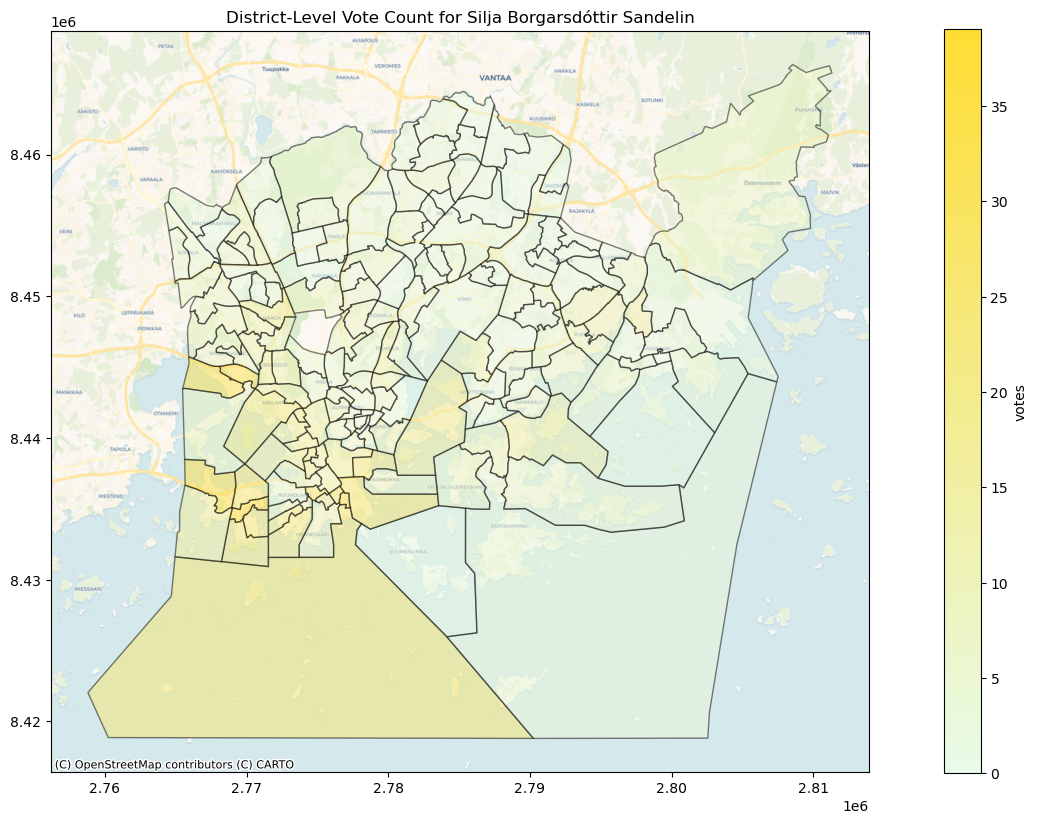 District-Level Vote Count for Silja Borgarsdóttir Sandelin
1e6
8.46
8.45
8.44
8.43
8.42
2.76
2.77
2.78
2.79
2.80
2.81
1e6
35
30
25
20
15
10
5
0
votes
PETAS
AVIAPOLIS
Tuupakka
VEROMIES
PAKKALA
VANTAA
MAKKILA
KASKELA
SOTUNKI
ASKISTO
TAMMISTO
KUUSIKKO
VARISTO
KAIVOKSELA
VAPAALA
Östersundom
MAJVIK
RAJAKYLÄ
VEINI
KILO
LEPPÄVAARA
PERKKAA
MANKKAA
OTANIEMI
TAPIOLA
WESTEND
MIESSAARI
SUOMENLINNA
SANTAHAMINA
VIIKKI
(C) OpenStreetMap contributors (C) CARTO